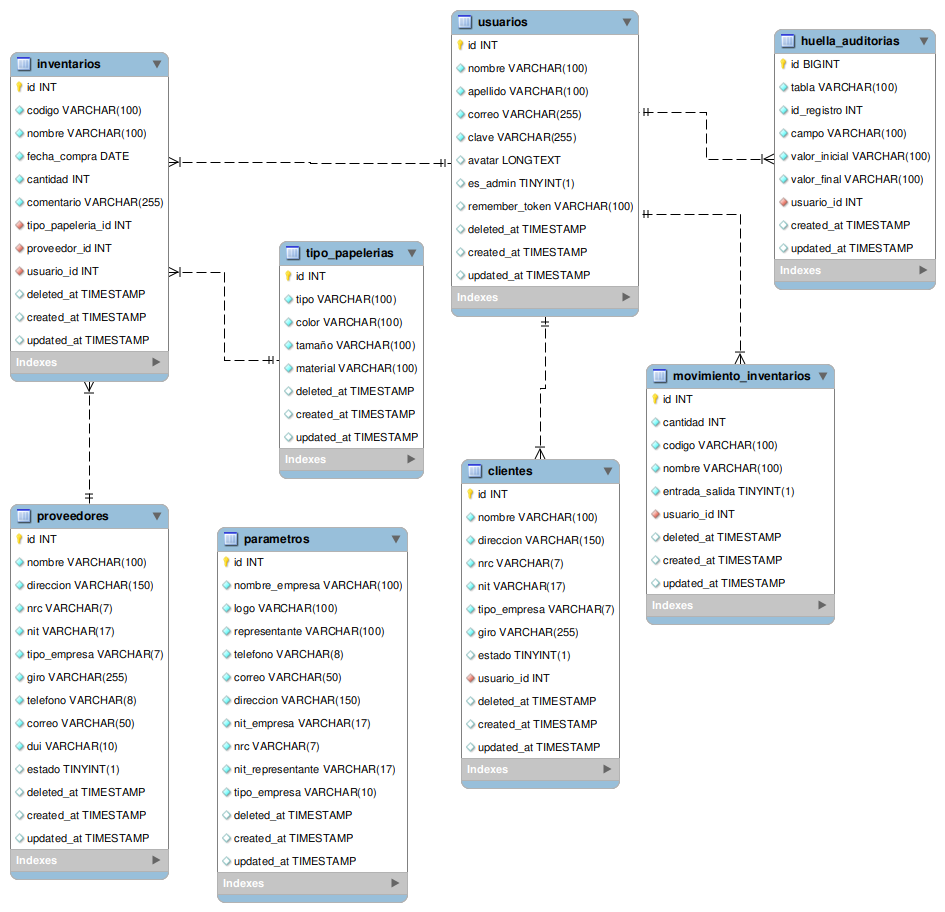 usuarios
id INT
nombre VARCHAR(100)
apellido VARCHAR(100)
correo VARCHAR(255)
clave VARCHAR(255)
avatar LONGTEXT
es_admin TINYINT(1)
remember_token VARCHAR(100)
deleted_at TIMESTAMP
created_at TIMESTAMP
updated_at TIMESTAMP
Indexes
huella_auditorias
id BIGINT
tabla VARCHAR(100)
id_registro INT
campo VARCHAR(100)
valor_inicial VARCHAR(100)
valor_final VARCHAR(100)
usuario_id INT
created_at TIMESTAMP
updated_at TIMESTAMP
Indexes
inventarios
id INT
codigo VARCHAR(100)
nombre VARCHAR(100)
fecha_compra DATE
cantidad INT
comentario VARCHAR(255)
tipo_papeleria_id INT
proveedor_id INT
usuario_id INT
deleted_at TIMESTAMP
created_at TIMESTAMP
updated_at TIMESTAMP
Indexes
tipo_papelerias
id INT
tipo VARCHAR(100)
color VARCHAR(100)
tamaño VARCHAR(100)
material VARCHAR(100)
deleted_at TIMESTAMP
created_at TIMESTAMP
updated_at TIMESTAMP
Indexes
movimiento_inventarios
id INT
cantidad INT
codigo VARCHAR(100)
nombre VARCHAR(100)
entrada_salida TINYINT(1)
usuario_id INT
deleted_at TIMESTAMP
created_at TIMESTAMP
updated_at TIMESTAMP
Indexes
clientes
id INT
nombre VARCHAR(100)
direccion VARCHAR(150)
nrc VARCHAR(7)
nit VARCHAR(17)
tipo_empresa VARCHAR(7)
giro VARCHAR(255)
estado TINYINT(1)
usuario_id INT
deleted_at TIMESTAMP
created_at TIMESTAMP
updated_at TIMESTAMP
Indexes
proveedores
id INT
nombre VARCHAR(100)
direccion VARCHAR(150)
nrc VARCHAR(7)
nit VARCHAR(17)
tipo_empresa VARCHAR(7)
giro VARCHAR(255)
telefono VARCHAR(8)
correo VARCHAR(50)
dui VARCHAR(10)
estado TINYINT(1)
deleted_at TIMESTAMP
created_at TIMESTAMP
updated_at TIMESTAMP
Indexes
parametros
id INT
nombre_empresa VARCHAR(100)
logo VARCHAR(100)
representante VARCHAR(100)
telefono VARCHAR(8)
correo VARCHAR(50)
direccion VARCHAR(150)
nit_empresa VARCHAR(17)
nrc VARCHAR(7)
nit_representante VARCHAR(17)
tipo_empresa VARCHAR(10)
deleted_at TIMESTAMP
created_at TIMESTAMP
updated_at TIMESTAMP
Indexes